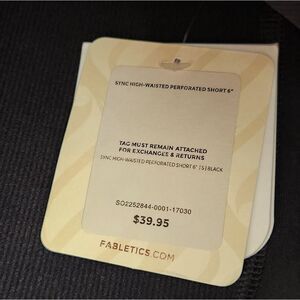 SYNC HIGH-WAISTED PERFORATED SHORT 6"
TAG MUST REMAIN ATTACHED
FOR EXCHANGES & RETURNS
SYNC HIGH-WAISTED PERFORATED SHORT 6" | S | BLACK
SO2252844-0001-17030
$39.95
FABLETICS.COM